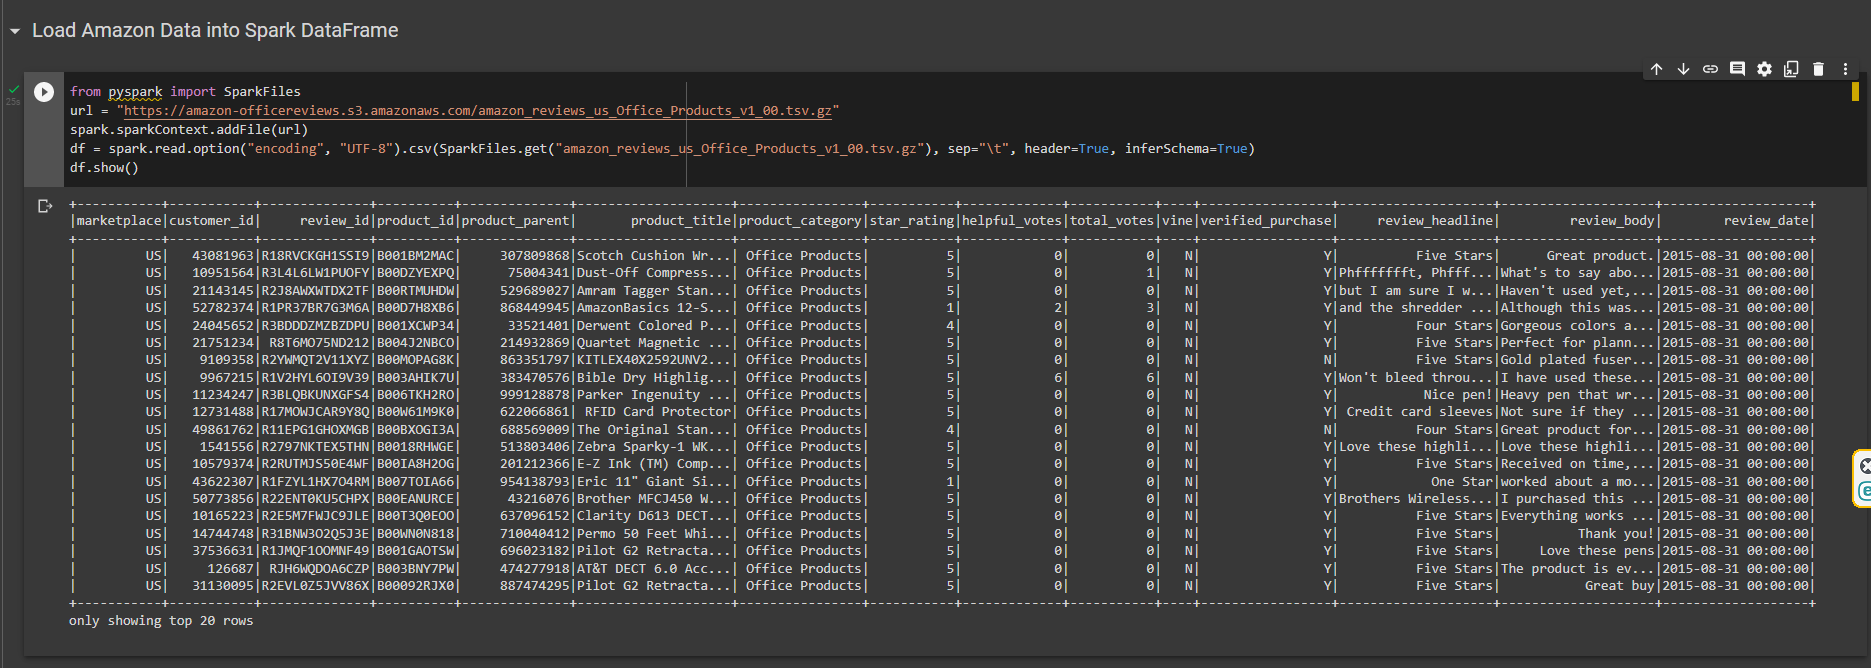 Load Amazon Data into Spark DataFrame
25s
from pyspark import SparkFiles
url = "https://amazon-officereviews.s3.amazonaws.com/amazon_reviews_us_Office_Products_v1_00.tsv.gz"
spark.sparkContext.addFile(url)
df = spark.read.option("encoding", "UTF-8").csv(SparkFiles.get("amazon_reviews_us_Office_Products_v1_00.tsv.gz"), sep="\t", header=True, inferSchema=True)
df.show()
+-----------+-----------+--------------+----------+--------------+--------------------+----------------+-----------+-------------+-----------+----+-----------------+--------------------+--------------------+-------------------+
|marketplace|customer_id|     review_id|product_id|product_parent|       product_title|product_category|star_rating|helpful_votes|total_votes|vine|verified_purchase|     review_headline|         review_body|        review_date|
+-----------+-----------+--------------+----------+--------------+--------------------+----------------+-----------+-------------+-----------+----+-----------------+--------------------+--------------------+-------------------+
|         US|   43081963|R18RVCKGH1SSI9|B001BM2MAC|     307809868|Scotch Cushion Wr...| Office Products|          5|            0|          0|   N|                Y|          Five Stars|      Great product.|2015-08-31 00:00:00|
|         US|   10951564|R3L4L6LW1PUOFY|B00DZYEXPQ|      75004341|Dust-Off Compress...| Office Products|          5|            0|          1|   N|                Y|Phffffffft, Phfff...|What's to say abo...|2015-08-31 00:00:00|
|         US|   21143145|R2J8AWXWTDX2TF|B00RTMUHDW|     529689027|Amram Tagger Stan...| Office Products|          5|            0|          0|   N|                Y|but I am sure I w...|Haven't used yet,...|2015-08-31 00:00:00|
|         US|   52782374|R1PR37BR7G3M6A|B00D7H8XB6|     868449945|AmazonBasics 12-S...| Office Products|          1|            2|          3|   N|                Y|and the shredder ...|Although this was...|2015-08-31 00:00:00|
|         US|   24045652|R3BDDDZMZBZDPU|B001XCWP34|      33521401|Derwent Colored P...| Office Products|          4|            0|          0|   N|                Y|          Four Stars|Gorgeous colors a...|2015-08-31 00:00:00|
|         US|   21751234| R8T6MO75ND212|B004J2NBCO|     214932869|Quartet Magnetic ...| Office Products|          5|            0|          0|   N|                Y|          Five Stars|Perfect for plann...|2015-08-31 00:00:00|
|         US|    9109358|R2YWMQT2V11XYZ|B00MOPAG8K|     863351797|KITLEX40X2592UNV2...| Office Products|          5|            0|          0|   N|                N|          Five Stars|Gold plated fuser...|2015-08-31 00:00:00|
|         US|    9967215|R1V2HYL6OI9V39|B003AHIK7U|     383470576|Bible Dry Highlig...| Office Products|          5|            6|          6|   N|                Y|Won't bleed throu...|I have used these...|2015-08-31 00:00:00|
|         US|   11234247|R3BLQBKUNXGFS4|B006TKH2RO|     999128878|Parker Ingenuity ...| Office Products|          5|            0|          0|   N|                Y|           Nice pen!|Heavy pen that wr...|2015-08-31 00:00:00|
|         US|   12731488|R17MOWJCAR9Y8Q|B00W61M9K0|     622066861| RFID Card Protector| Office Products|          5|            0|          0|   N|                Y| Credit card sleeves|Not sure if they ...|2015-08-31 00:00:00|
|         US|   49861762|R11EPG1GHOXMGB|B00BXOGI3A|     688569009|The Original Stan...| Office Products|          4|            0|          0|   N|                N|          Four Stars|Great product for...|2015-08-31 00:00:00|
|         US|    1541556|R2797NKTEX5THN|B0018RHWGE|     513803406|Zebra Sparky-1 WK...| Office Products|          5|            0|          0|   N|                Y|Love these highli...|Love these highli...|2015-08-31 00:00:00|
|         US|   10579374|R2RUTMJS50E4WF|B00IA8H2OG|     201212366|E-Z Ink (TM) Comp...| Office Products|          5|            0|          0|   N|                Y|          Five Stars|Received on time,...|2015-08-31 00:00:00|
|         US|   43622307|R1FZYL1HX7O4RM|B007TOIA66|     954138793|Eric 11" Giant Si...| Office Products|          1|            0|          0|   N|                Y|            One Star|worked about a mo...|2015-08-31 00:00:00|
|         US|   50773856|R22ENT0KU5CHPX|B00EANURCE|      43216076|Brother MFCJ450 W...| Office Products|          5|            0|          0|   N|                Y|Brothers Wireless...|I purchased this ...|2015-08-31 00:00:00|
|         US|   10165223|R2E5M7FWJC9JLE|B00T3Q0EOO|     637096152|Clarity D613 DECT...| Office Products|          5|            0|          0|   N|                Y|          Five Stars|Everything works ...|2015-08-31 00:00:00|
|         US|   14744748|R31BNW3O2Q5J3E|B00WN0N818|     710040412|Permo 50 Feet Whi...| Office Products|          5|            0|          0|   N|                Y|          Five Stars|          Thank you!|2015-08-31 00:00:00|
|         US|   37536631|R1JMQF1OOMNF49|B001GAOTSW|     696023182|Pilot G2 Retracta...| Office Products|          5|            0|          0|   N|                Y|          Five Stars|     Love these pens|2015-08-31 00:00:00|
|         US|     126687| RJH6WQDOA6CZP|B003BNY7PW|     474277918|AT&T DECT 6.0 Acc...| Office Products|          5|            0|          0|   N|                Y|          Five Stars|The product is ev...|2015-08-31 00:00:00|
|         US|   31130095|R2EVL0Z5JVV86X|B00092RJX0|     887474295|Pilot G2 Retracta...| Office Products|          5|            0|          0|   N|                Y|          Five Stars|           Great buy|2015-08-31 00:00:00|
+-----------+-----------+--------------+----------+--------------+--------------------+----------------+-----------+-------------+-----------+----+-----------------+--------------------+--------------------+-------------------+
only showing top 20 rows